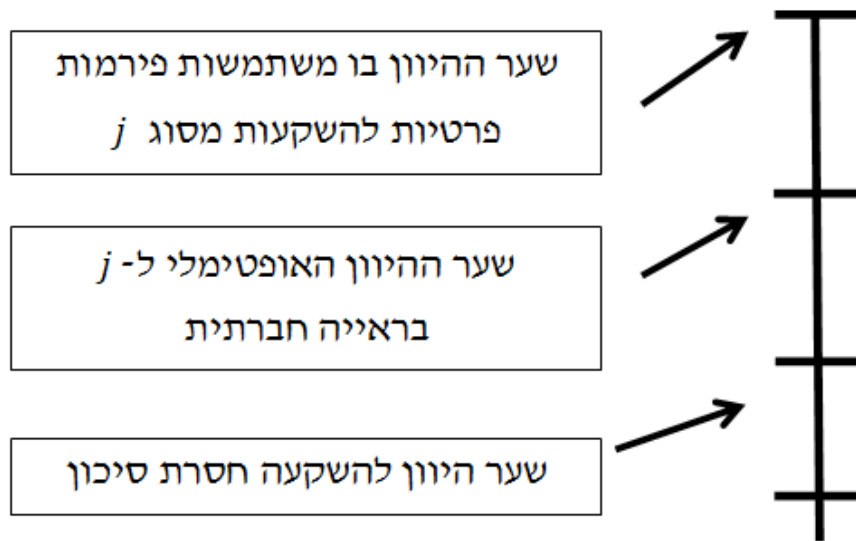 שער ההיוון בו משתמשות פירמות
פרטיות להשקעות מסוג j
שער ההיוון האופטימלי ל- j
בראייה חברתית
שער היוון להשקעה חסרת סיכון